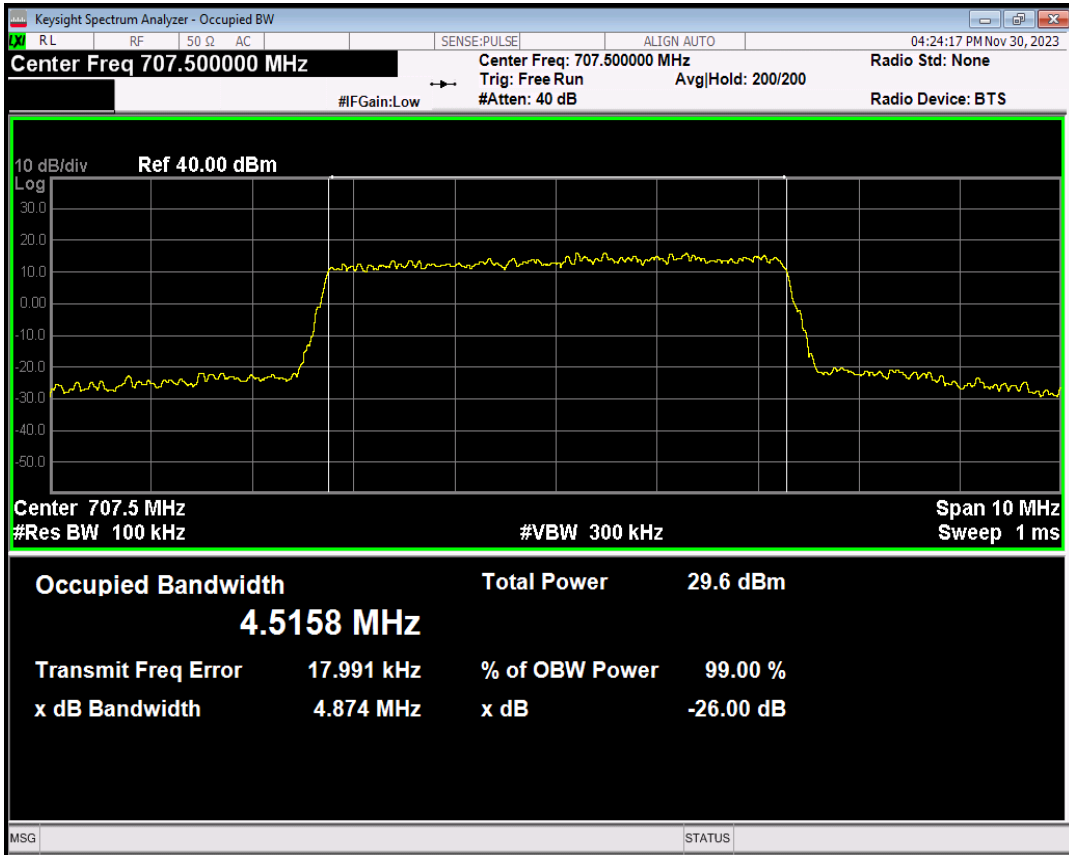 Keysight Spectrum Analyzer - Occupied BW
LXI RL RF 50 Ω AC SENSE:PULSE ALIGN AUTO 04:24:17 PM Nov 30, 2023
Center Freq 707.500000 MHz Center Freq: 707.500000 MHz Radio Std: None
Trig: Free Run Avg|Hold: 200/200
#IFGain:Low #Atten: 40 dB Radio Device: BTS
10 dB/div Ref 40.00 dBm
Log
30.0
20.0
10.0
0.00
-10.0
-20.0
-30.0
-40.0
-50.0
Center 707.5 MHz Span 10 MHz
#Res BW 100 kHz #VBW 300 kHz Sweep 1 ms
Occupied Bandwidth Total Power 29.6 dBm
4.5158 MHz
Transmit Freq Error 17.991 kHz % of OBW Power 99.00 %
x dB Bandwidth 4.874 MHz x dB -26.00 dB
MSG STATUS